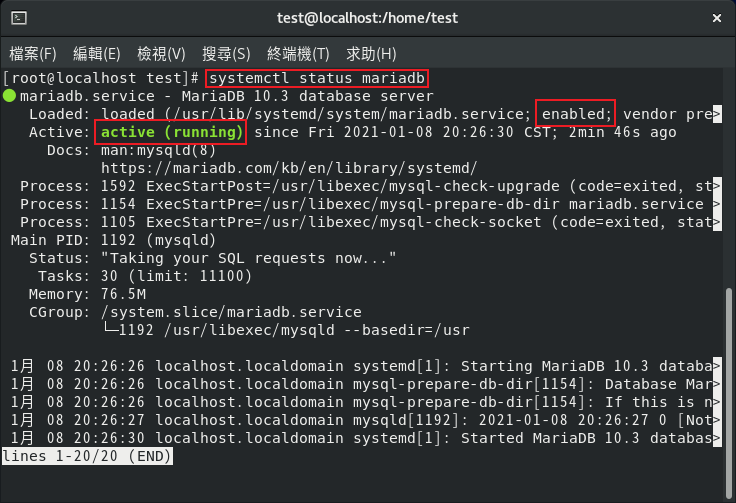 test@localhost:/home/test
檔案(F) 編輯(E) 檢視(V) 搜尋(S) 終端機(T) 求助(H)
[root@localhost test]# systemctl status mariadb
● mariadb.service - MariaDB 10.3 database server
Loaded: loaded (/usr/lib/systemd/system/mariadb.service; enabled; vendor pre>
Active: active (running) since Fri 2021-01-08 20:26:30 CST; 2min 46s ago
Docs: man:mysqld(8)
https://mariadb.com/kb/en/library/systemd/
Process: 1592 ExecStartPost=/usr/libexec/mysql-check-upgrade (code=exited, st>
Process: 1154 ExecStartPre=/usr/libexec/mysql-prepare-db-dir mariadb.service >
Process: 1105 ExecStartPre=/usr/libexec/mysql-check-socket (code=exited, stat>
Main PID: 1192 (mysqld)
Status: "Taking your SQL requests now..."
Tasks: 30 (limit: 11100)
Memory: 76.5M
CGroup: /system.slice/mariadb.service
└─1192 /usr/libexec/mysqld --basedir=/usr
1月 08 20:26:26 localhost.localdomain systemd[1]: Starting MariaDB 10.3 databa>
1月 08 20:26:26 localhost.localdomain mysql-prepare-db-dir[1154]: Database Mar>
1月 08 20:26:26 localhost.localdomain mysql-prepare-db-dir[1154]: If this is n>
1月 08 20:26:27 localhost.localdomain mysqld[1192]: 2021-01-08 20:26:27 0 [Not>
1月 08 20:26:30 localhost.localdomain systemd[1]: Started MariaDB 10.3 databas>
lines 1-20/20 (END)